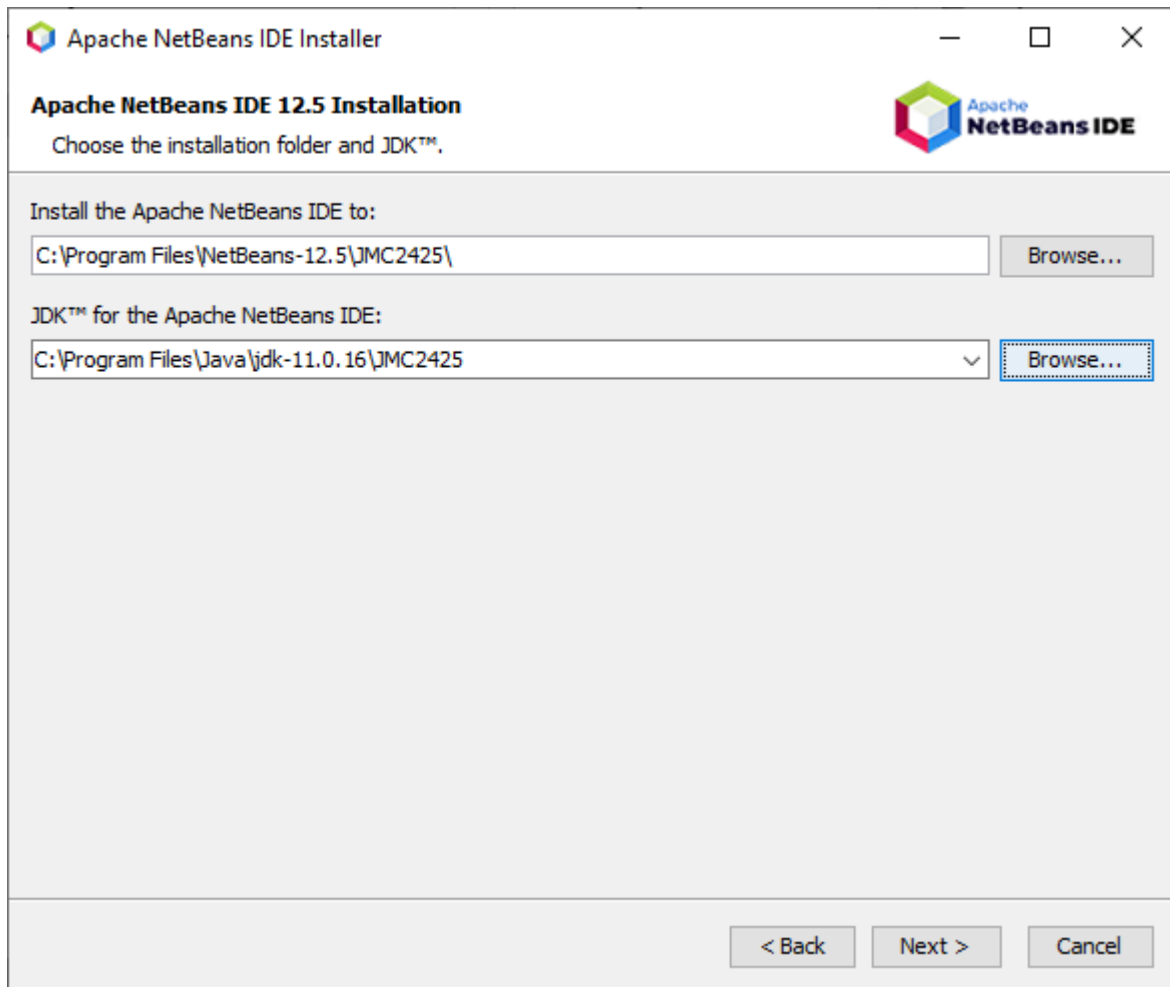 Apache NetBeans IDE Installer
Apache NetBeans IDE 12.5 Installation
Choose the installation folder and JDK™.
Apache
NetBeans IDE
Install the Apache NetBeans IDE to:
C:\Program Files\NetBeans-12.5\JMC2425\
Browse...
JDK™ for the Apache NetBeans IDE:
C:\Program Files\Java\jdk-11.0.16\JMC2425
Browse...
< Back
Next >
Cancel